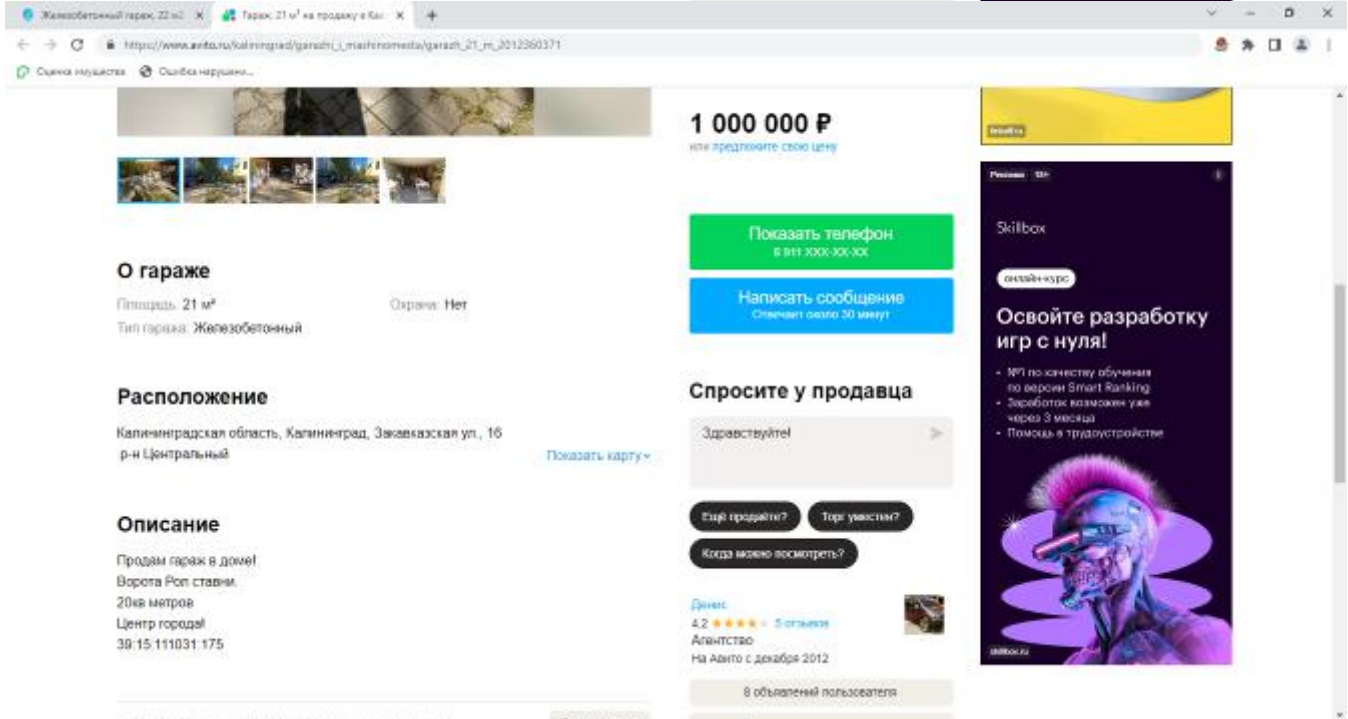 Железобетонный гараж, 22 м2
Гараж, 21 м² на продажу в Кал
https://www.avito.ru/kaliningrad/garazhi_i_mashinomesta/garazh_21_m_2012360371
Оценка имущества
Ошибка нарушени...
1 000 000 ₽
или предложите свою цену
Показать телефон
8 911 XXX-XX-XX
Написать сообщение
Отвечает около 30 минут
О гараже
Площадь: 21 м²
Охрана: Нет
Тип гаража: Железобетонный
Расположение
Калининградская область, Калининград, Закавказская ул., 16
р-н Центральный
Показать карту
Описание
Продам гараж в доме!
Ворота Рол ставни.
20кв метров
Центр города!
39:15:111031:175
Спросите у продавца
Здравствуйте!
Ещё продаёте?
Торг уместен?
Когда можно посмотреть?
Денис
4,2
5 отзывов
Агентство
На Авито с декабря 2012
8 объявлений пользователя
Реклама 18+
Skillbox
онлайн-курс
Освойте разработку
игр с нуля!
• №1 по качеству обучения
по версии Smart Ranking
• Заработок возможен уже
через 3 месяца
• Помощь в трудоустройстве
skillbox.ru